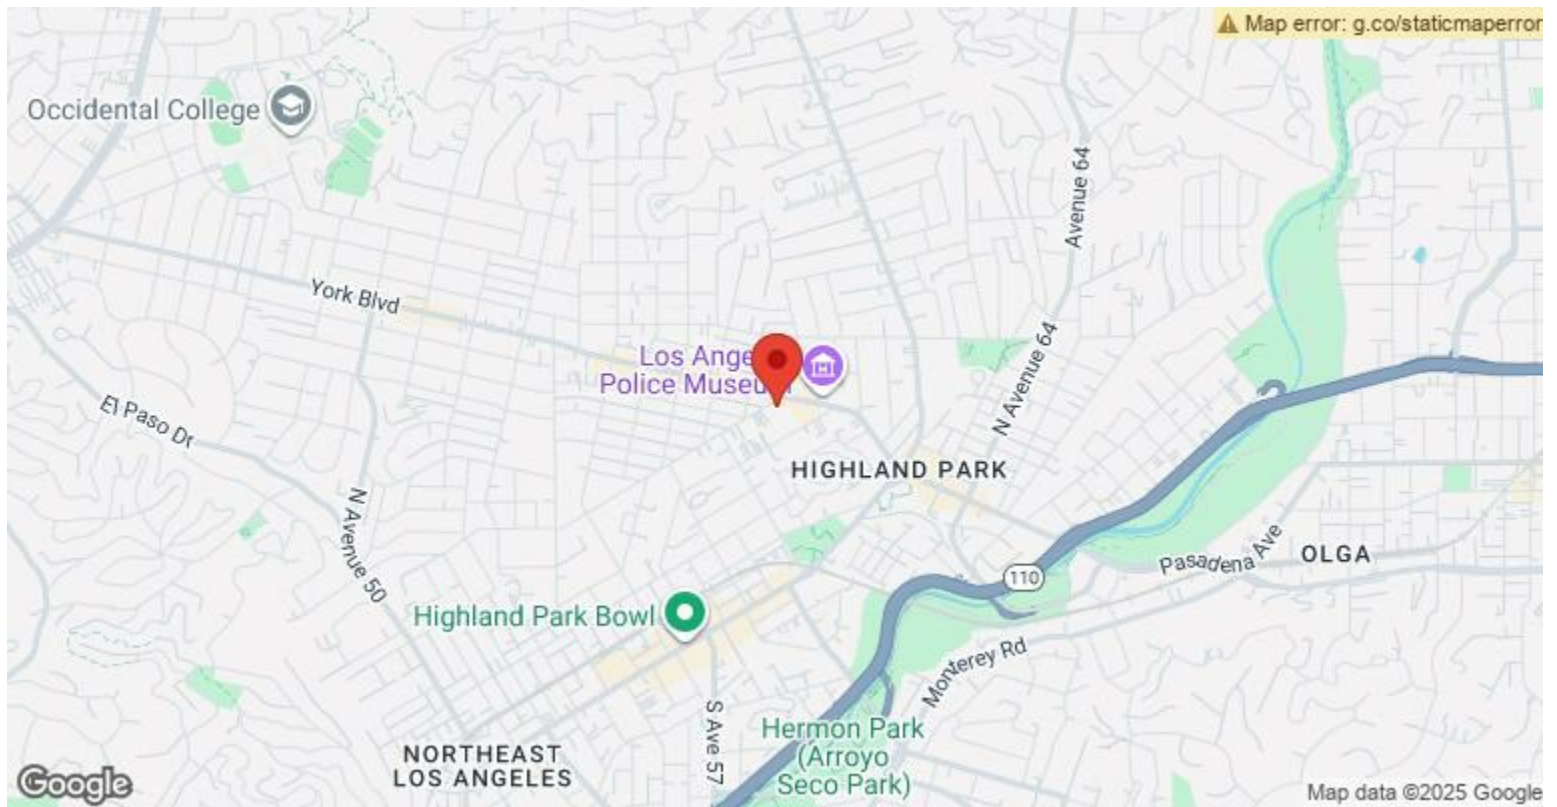 Map error: g.co/staticmaperror
Occidental College
Avenue 64
York Blvd
Los Ange
Police Museum
N Avenue 64
El Paso Dr
HIGHLAND PARK
N Avenue 50
Pasadena Ave
OLGA
110
Highland Park Bowl
Monterey Rd
S Ave 57
Hermon Park
(Arroyo
Seco Park)
NORTHEAST
LOS ANGELES
Google
Map data ©2025 Google